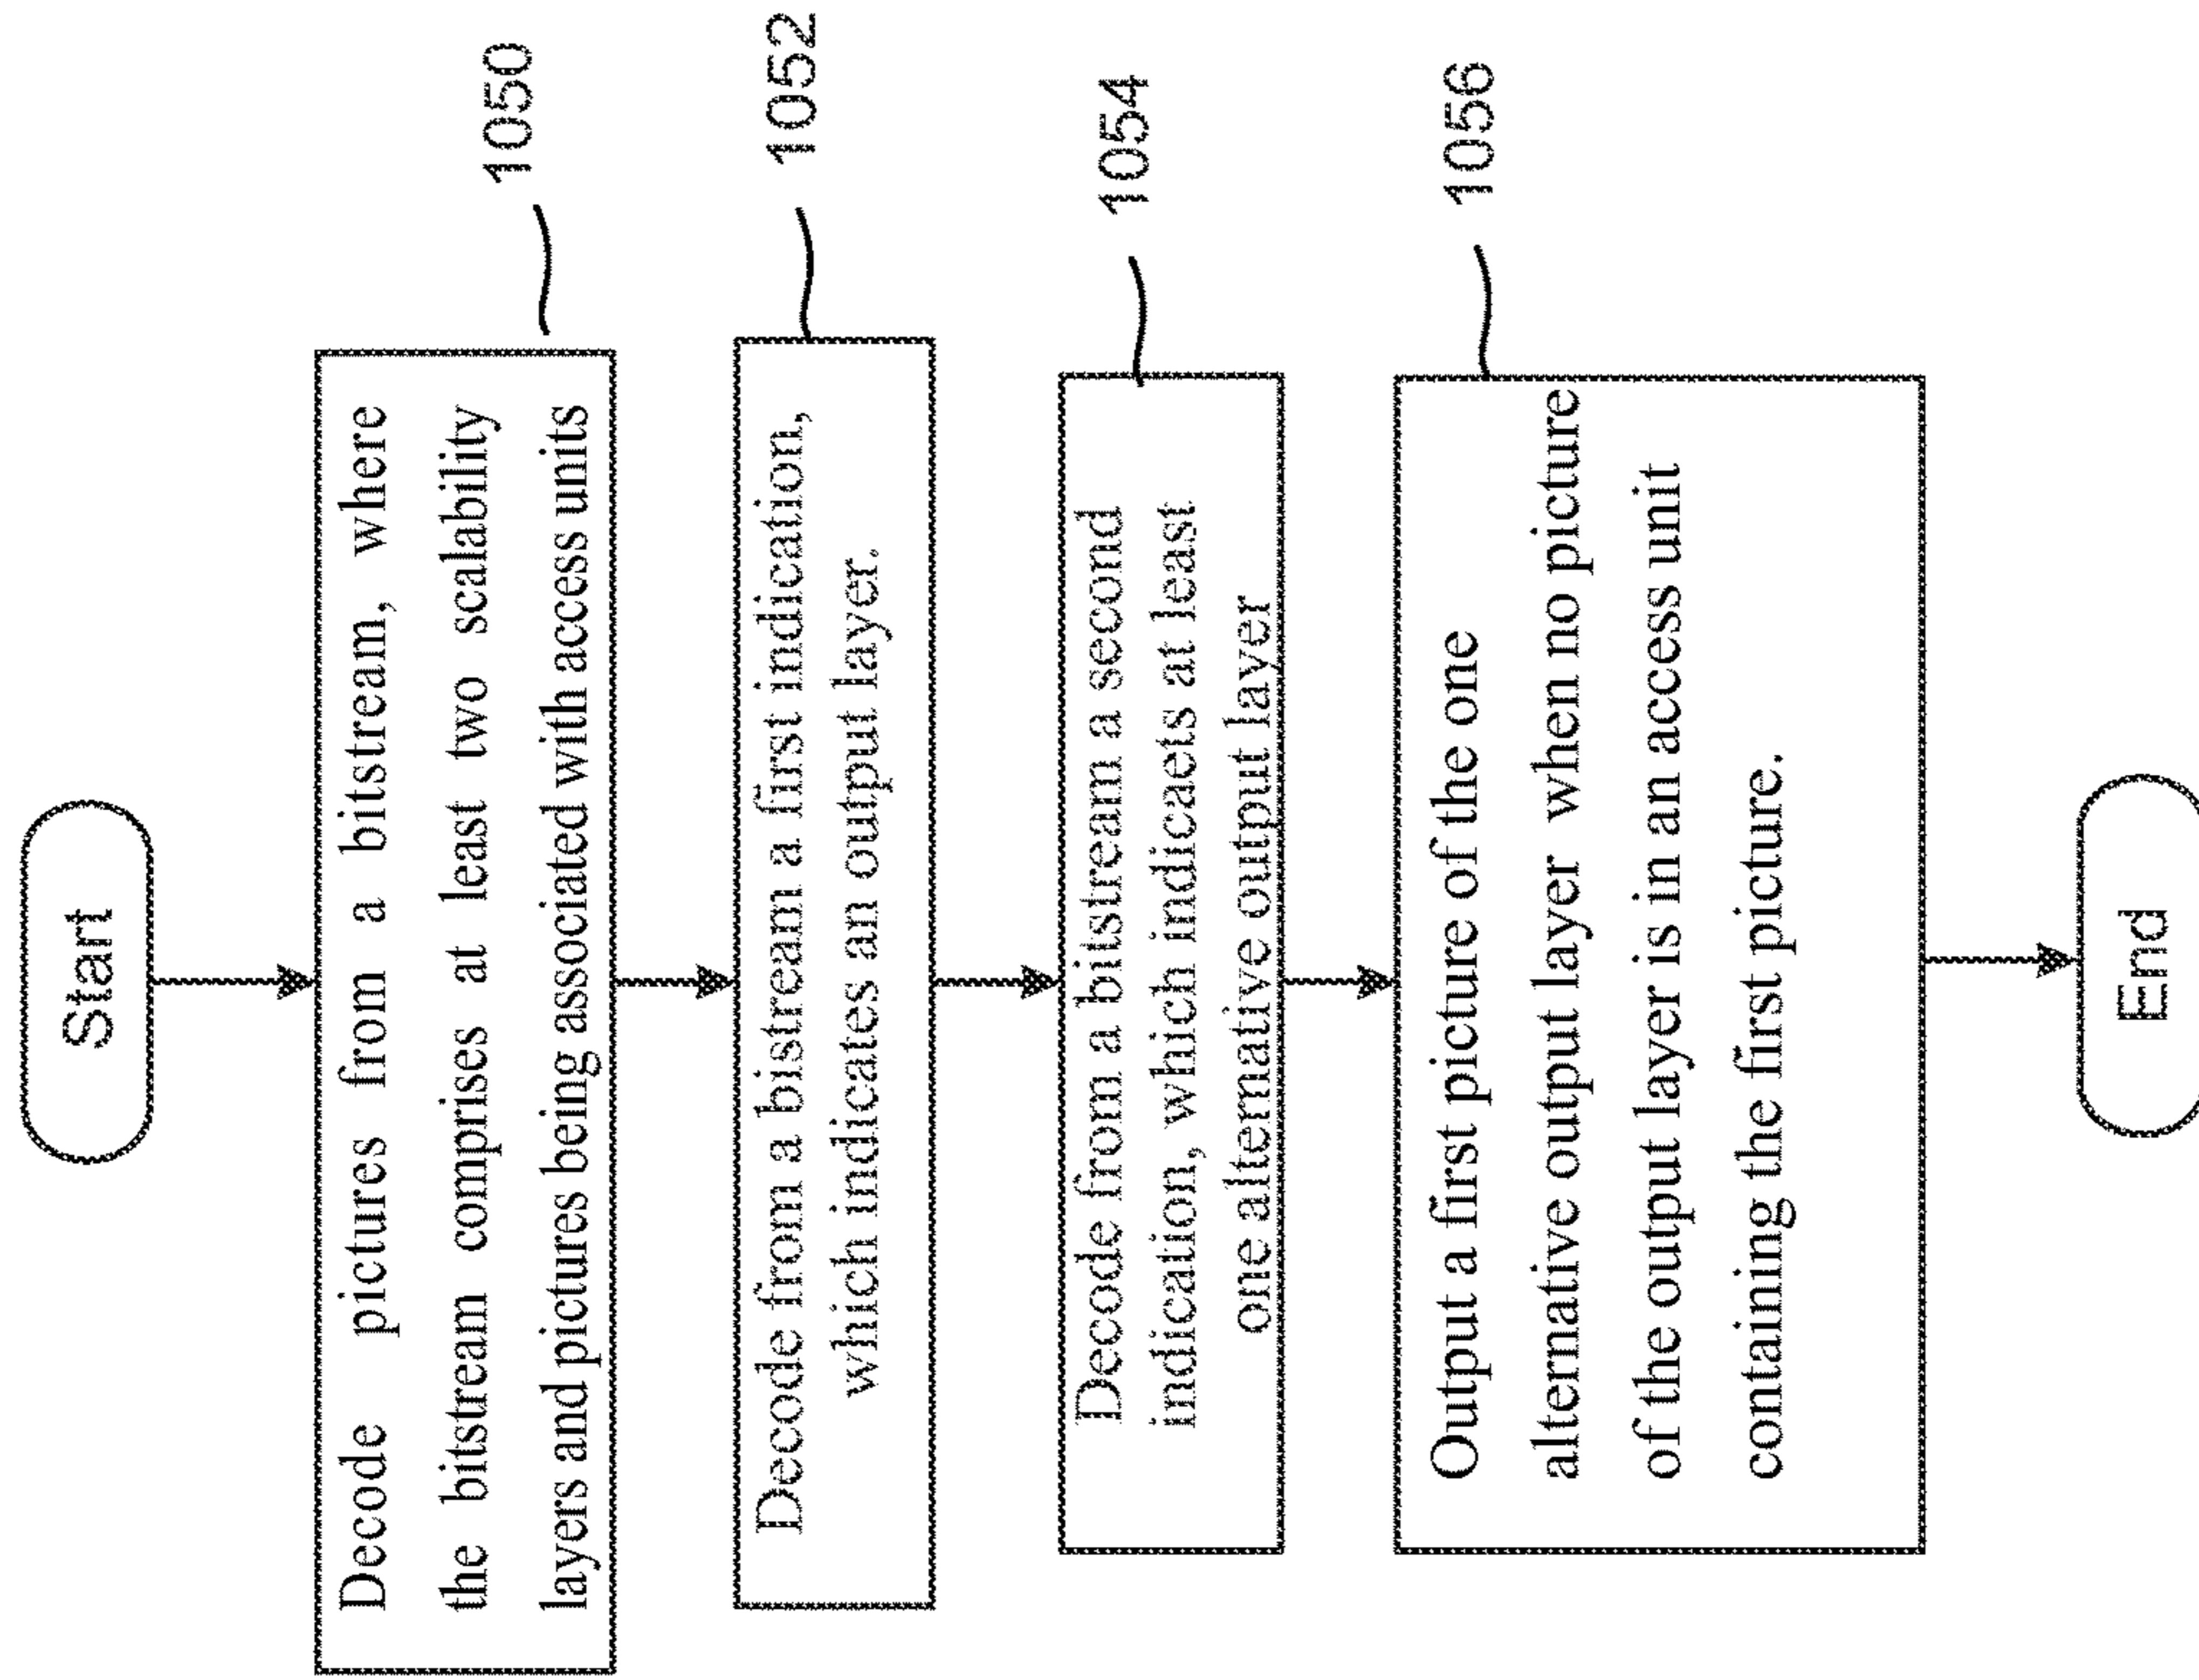 Start
Decode pictures from a bitstream, where
the bitstream comprises at least two scalability
layers and pictures being associated with access units
1050
Decode from a bistream a first indication,
which indicates an output layer.
1052
Decode from a bitstream a second
indication, which indicaets at least
one alternative output layer
1054
Output a first picture of the one
alternative output layer when no picture
of the output layer is in an access unit
containing the first picture.
1056
End